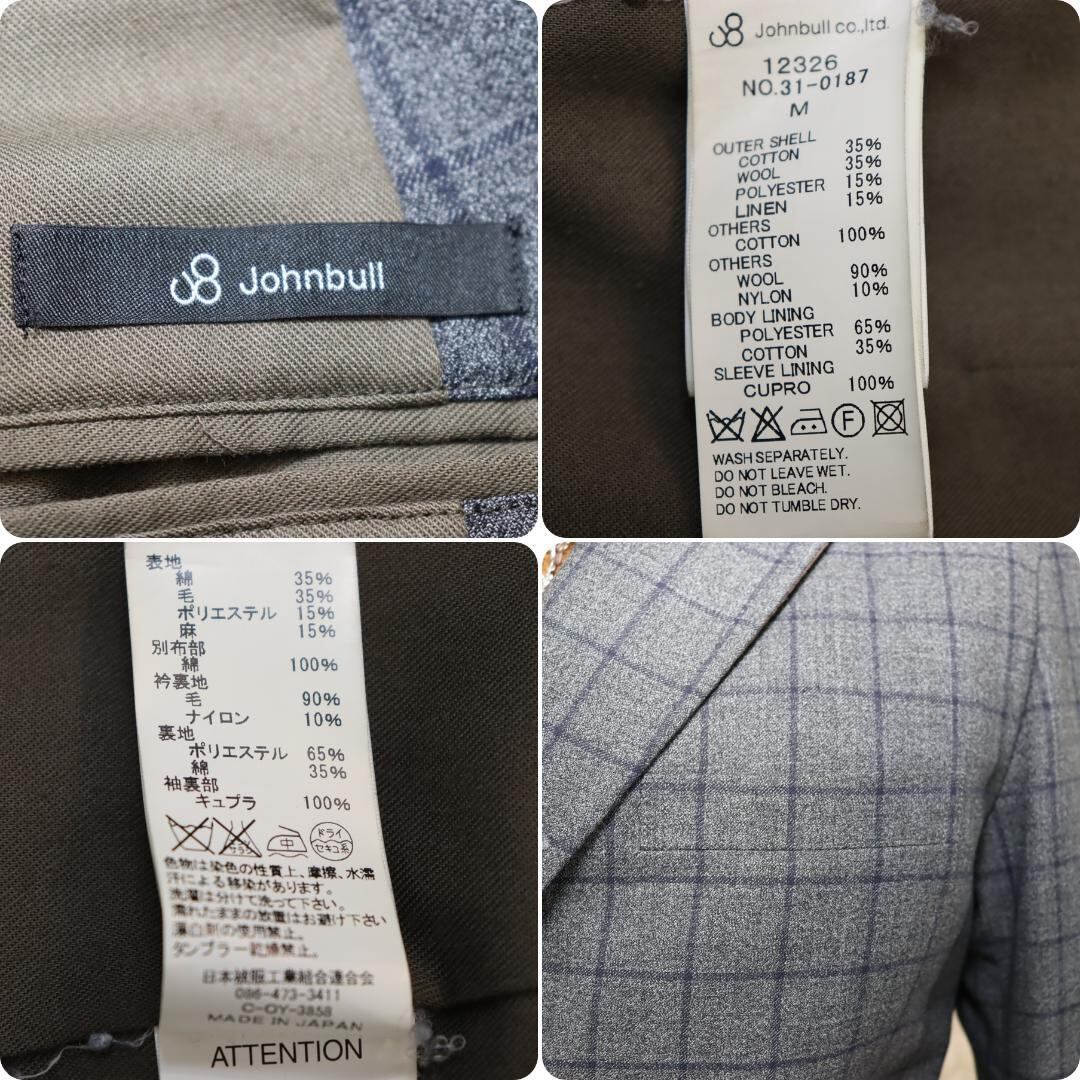 Johnbull
Johnbull co.,ltd.
12326
NO.31-0187
M
OUTER SHELL 35%
COTTON 35%
WOOL
POLYESTER 15%
LINEN 15%
OTHERS
COTTON 100%
OTHERS
WOOL 90%
NYLON 10%
BODY LINING
POLYESTER 65%
COTTON 35%
SLEEVE LINING
CUPRO 100%
F
WASH SEPARATELY.
DO NOT LEAVE WET.
DO NOT BLEACH.
DO NOT TUMBLE DRY.
表地
綿 35%
毛 35%
ポリエステル 15%
麻 15%
別布部
綿 100%
衿裏地
毛 90%
ナイロン 10%
裏地
ポリエステル 65%
綿 35%
袖裏部
キュプラ 100%
中
ドライ
セキユ系
色物は染色の性質上、摩擦、水濡
汗による移染があります。
洗濯は分けて洗って下さい。
濡れたままの放置はお避け下さい
漂白剤の使用禁止。
タンブラー乾燥禁止。
日本被服工業組合連合会
086-473-3411
C-OY-3858
MADE IN JAPAN
ATTENTION